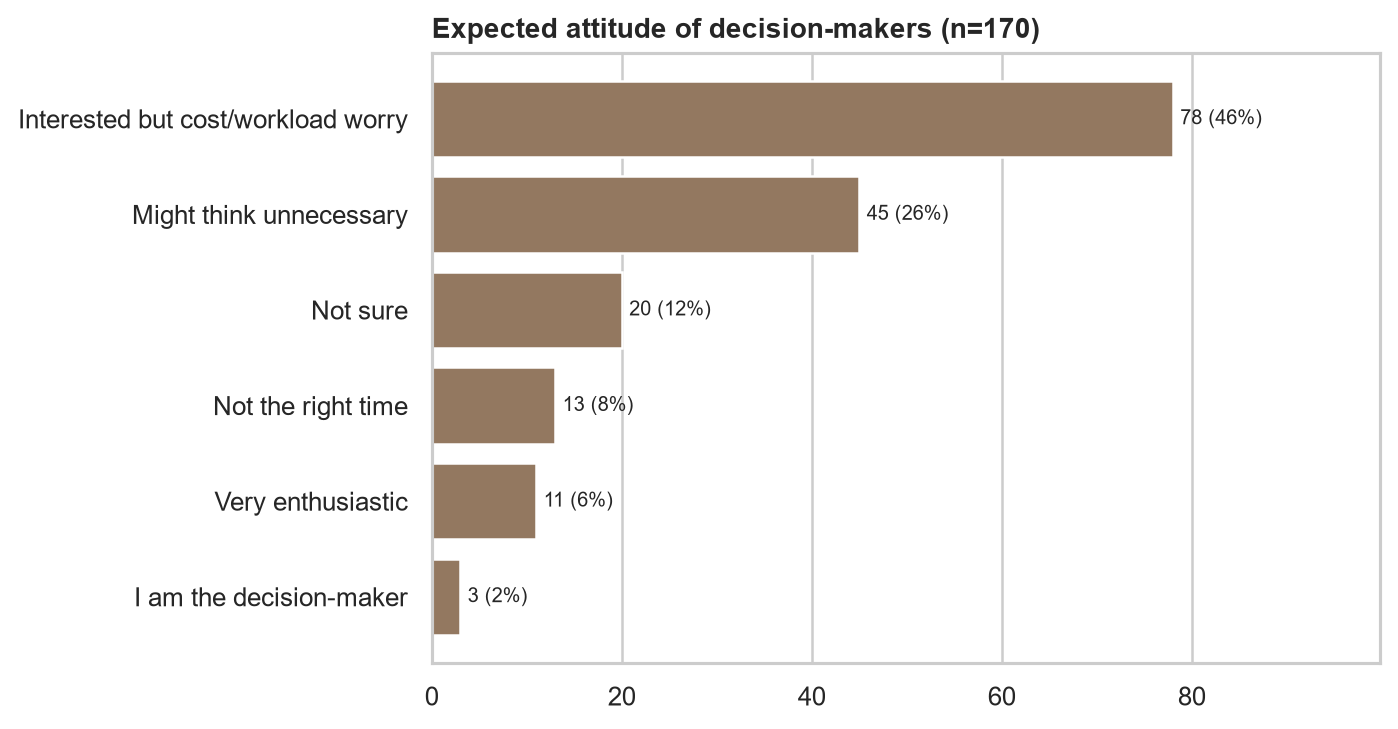 Expected attitude of decision-makers (n=170)
Interested but cost/workload worry
78 (46%)
Might think unnecessary
45 (26%)
Not sure
20 (12%)
Not the right time
13 (8%)
Very enthusiastic
11 (6%)
I am the decision-maker
3 (2%)
0 20 40 60 80